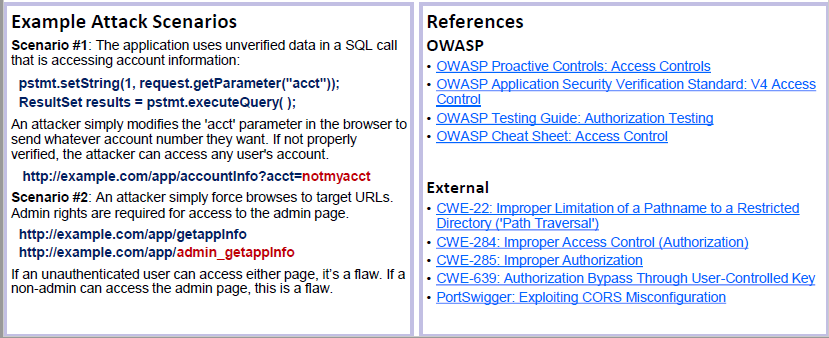 Example Attack Scenarios
Scenario #1: The application uses unverified data in a SQL call
that is accessing account information:
pstmt.setString(1, request.getParameter("acct"));
ResultSet results = pstmt.executeQuery( );
An attacker simply modifies the 'acct' parameter in the browser to
send whatever account number they want. If not properly
verified, the attacker can access any user's account.
http://example.com/app/accountInfo?acct=notmyacct
Scenario #2: An attacker simply force browses to target URLs.
Admin rights are required for access to the admin page.
http://example.com/app/getappInfo
http://example.com/app/admin_getappInfo
If an unauthenticated user can access either page, it’s a flaw. If a
non-admin can access the admin page, this is a flaw.
References
OWASP
• OWASP Proactive Controls: Access Controls
• OWASP Application Security Verification Standard: V4 Access
Control
• OWASP Testing Guide: Authorization Testing
• OWASP Cheat Sheet: Access Control
External
• CWE-22: Improper Limitation of a Pathname to a Restricted
Directory ('Path Traversal')
• CWE-284: Improper Access Control (Authorization)
• CWE-285: Improper Authorization
• CWE-639: Authorization Bypass Through User-Controlled Key
• PortSwigger: Exploiting CORS Misconfiguration